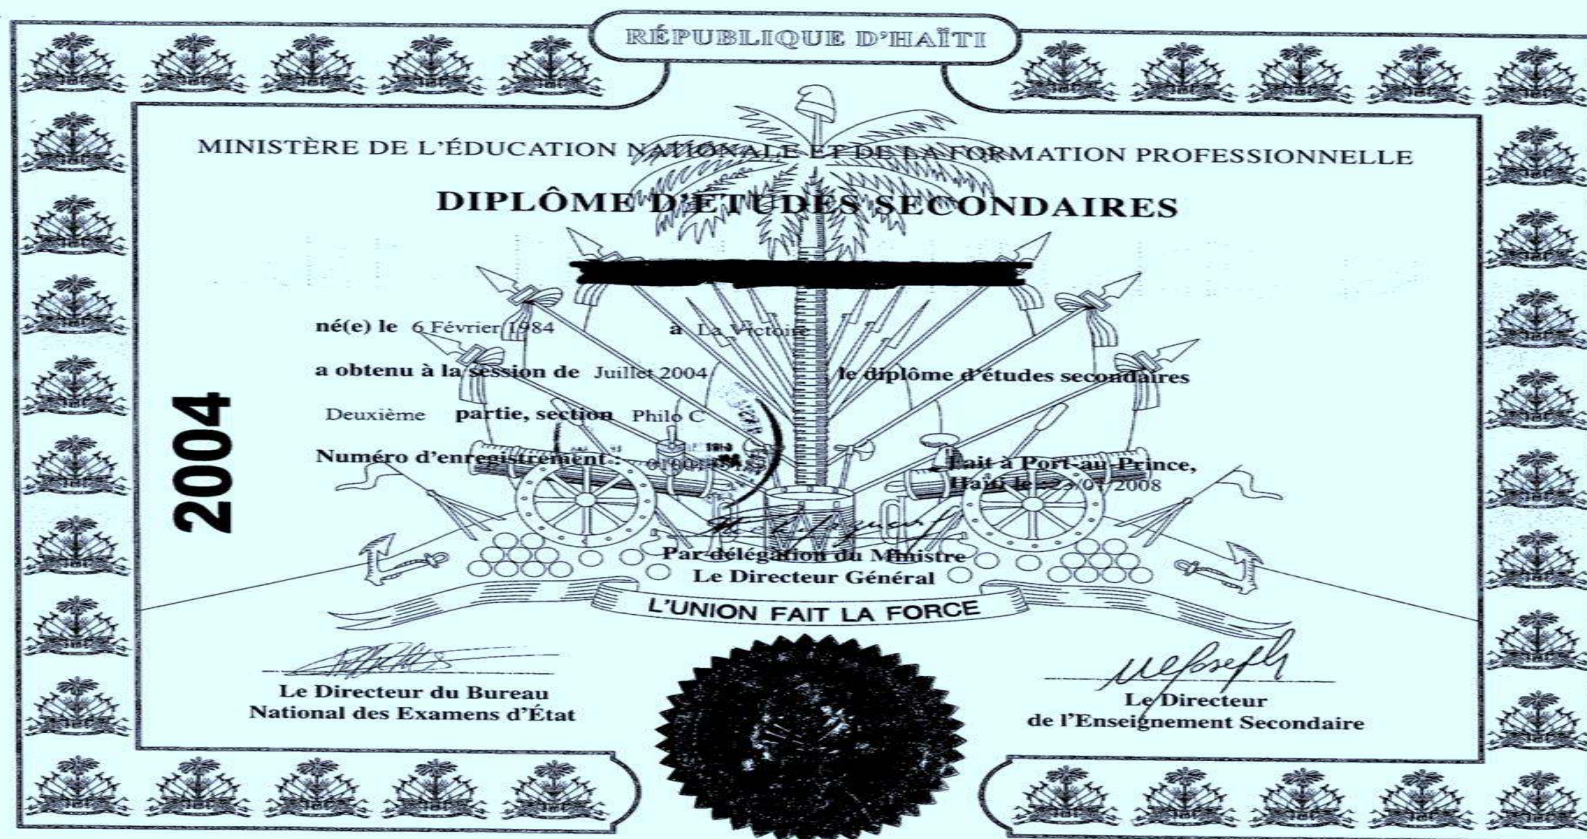 RÉPUBLIQUE D'HAÏTI
MINISTÈRE DE L'ÉDUCATION NATIONALE ET DE LA FORMATION PROFESSIONNELLE
DIPLÔME D'ETUDES SECONDAIRES
né(e) le 6 Février 1984 à La Victoire
a obtenu à la session de Juillet 2004 le diplôme d'études secondaires
Deuxième partie, section Philo C
Numéro d'enregistrement :
Fait à Port-au-Prince,
Haïti le 2008
2004
Par délégation du Ministre
Le Directeur Général
L'UNION FAIT LA FORCE
Le Directeur du Bureau
National des Examens d'État
Le Directeur
de l'Enseignement Secondaire